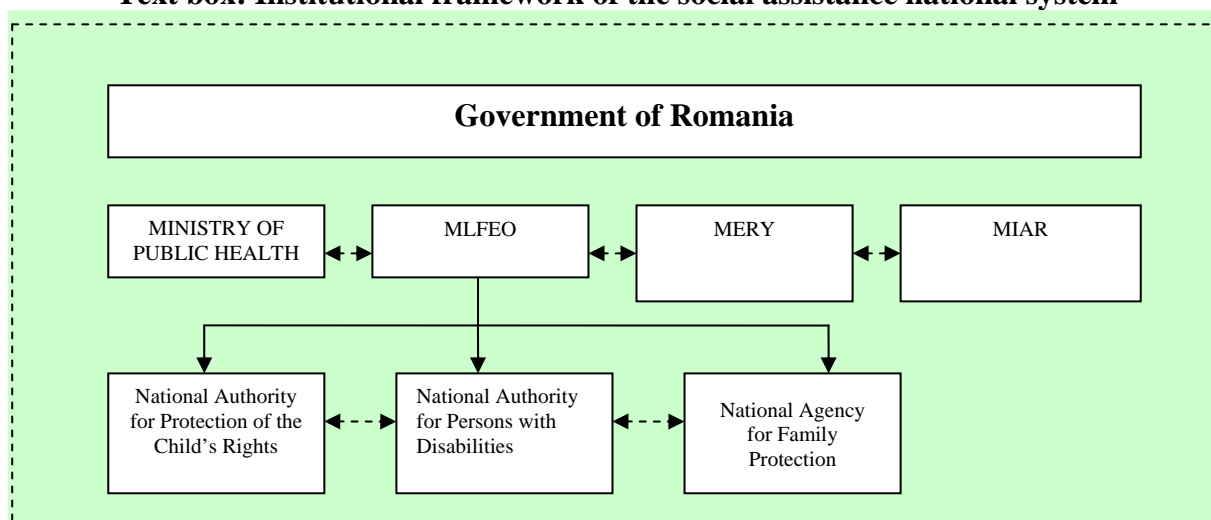 Text box: Institutional framework of the social assistance national system
Government of Romania
MINISTRY OF
PUBLIC HEALTH
MLFEO
MERY
MIAR
National Authority
for Protection of the
Child’s Rights
National Authority
for Persons with
Disabilities
National Agency
for Family
Protection